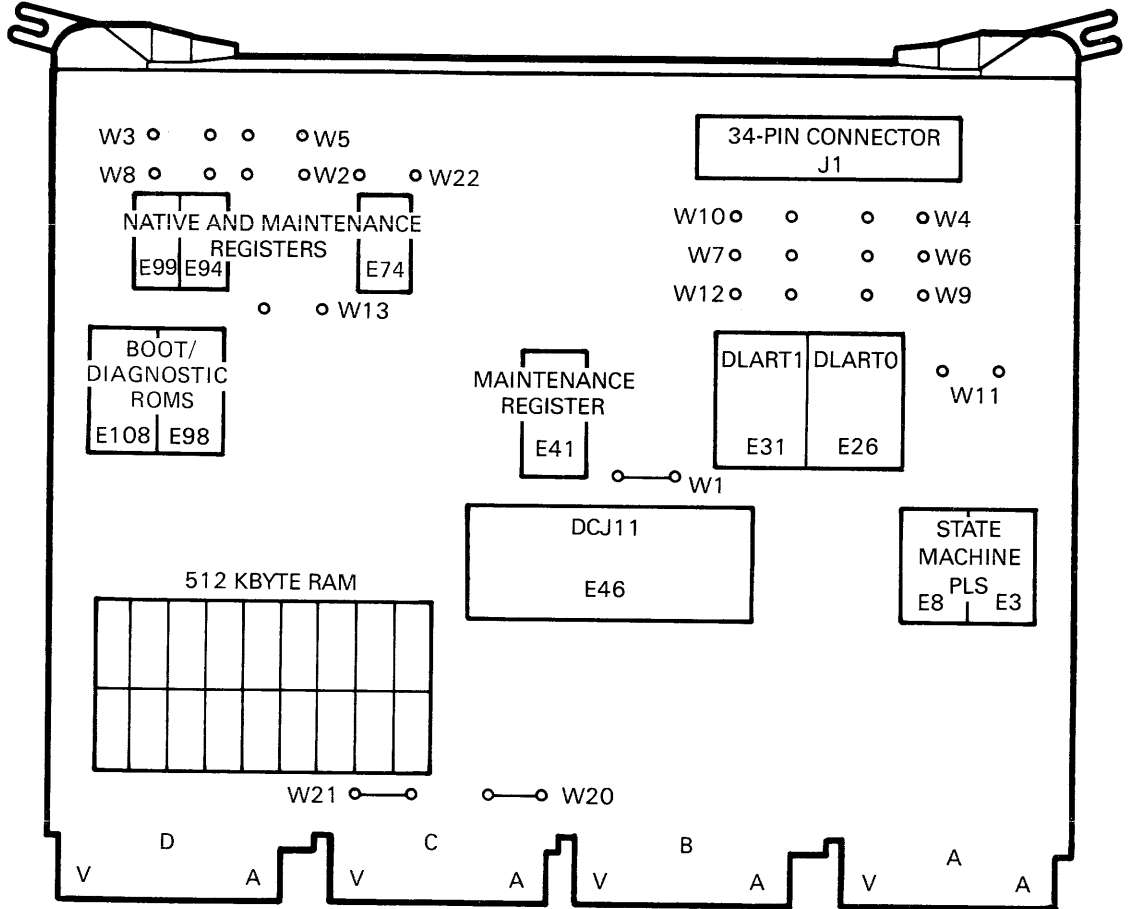 W3
W5
34-PIN CONNECTOR
J1
W8
W2
W22
NATIVE AND MAINTENANCE
REGISTERS
E99
E94
E74
W10
W4
W7
W6
W12
W9
W13
BOOT/
DIAGNOSTIC
ROMS
E108
E98
MAINTENANCE
REGISTER
E41
DLART1
DLART0
E31
E26
W11
W1
DCJ11
E46
STATE
MACHINE
PLS
E8
E3
512 KBYTE RAM
W21
W20
D
C
B
A
V
A
V
A
V
A
V
A